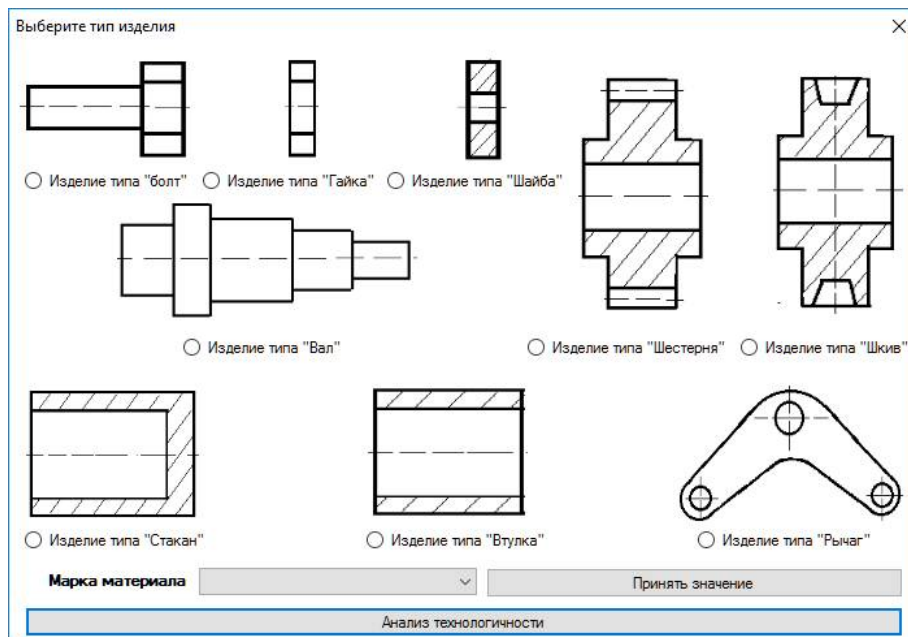 Выберите тип изделия
Изделие типа "болт"
Изделие типа "Гайка"
Изделие типа "Шайба"
Изделие типа "Вал"
Изделие типа "Шестерня"
Изделие типа "Шкив"
Изделие типа "Стакан"
Изделие типа "Втулка"
Изделие типа "Рычаг"
Марка материала
Принять значение
Анализ технологичности